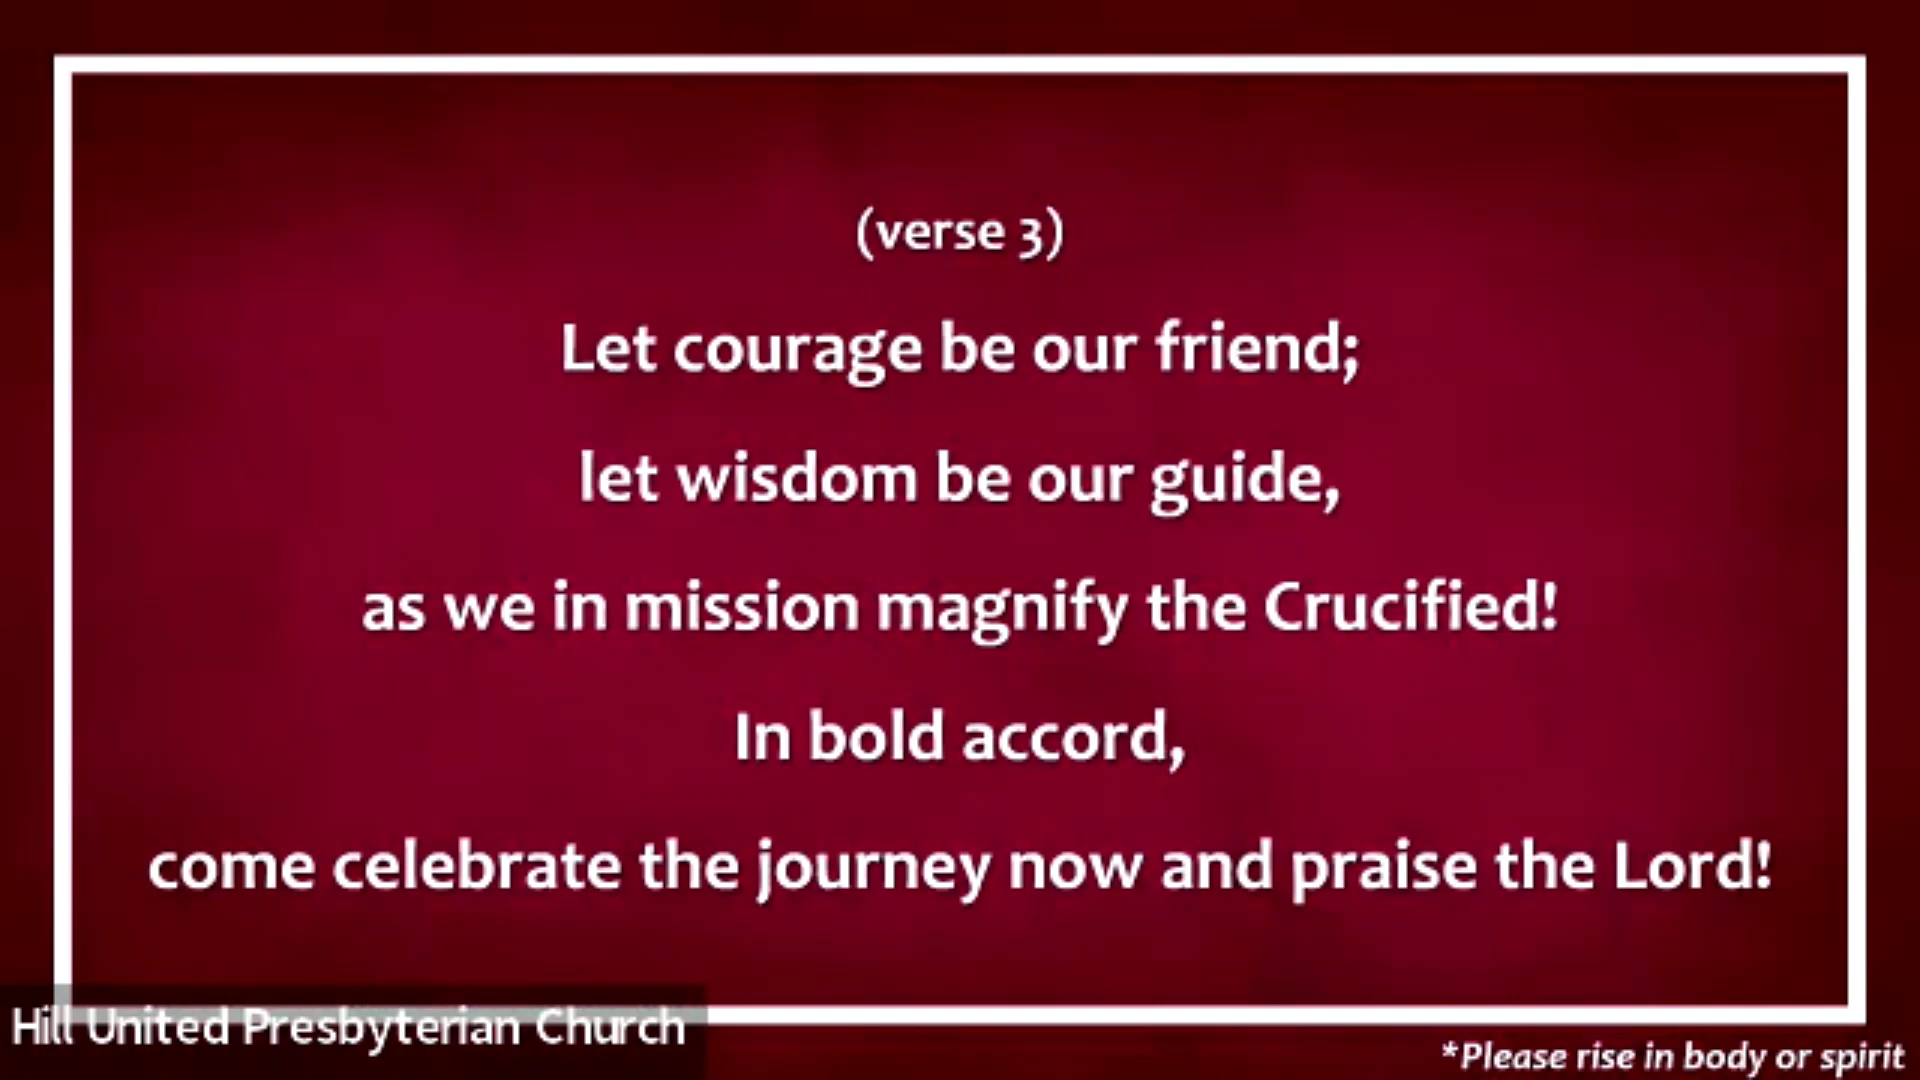 (verse 3)
Let courage be our friend;
let wisdom be our guide,
as we in mission magnify the Crucified!
In bold accord,
come celebrate the journey now and praise the Lord!
Hill United Presbyterian Church
*Please rise in body or spirit